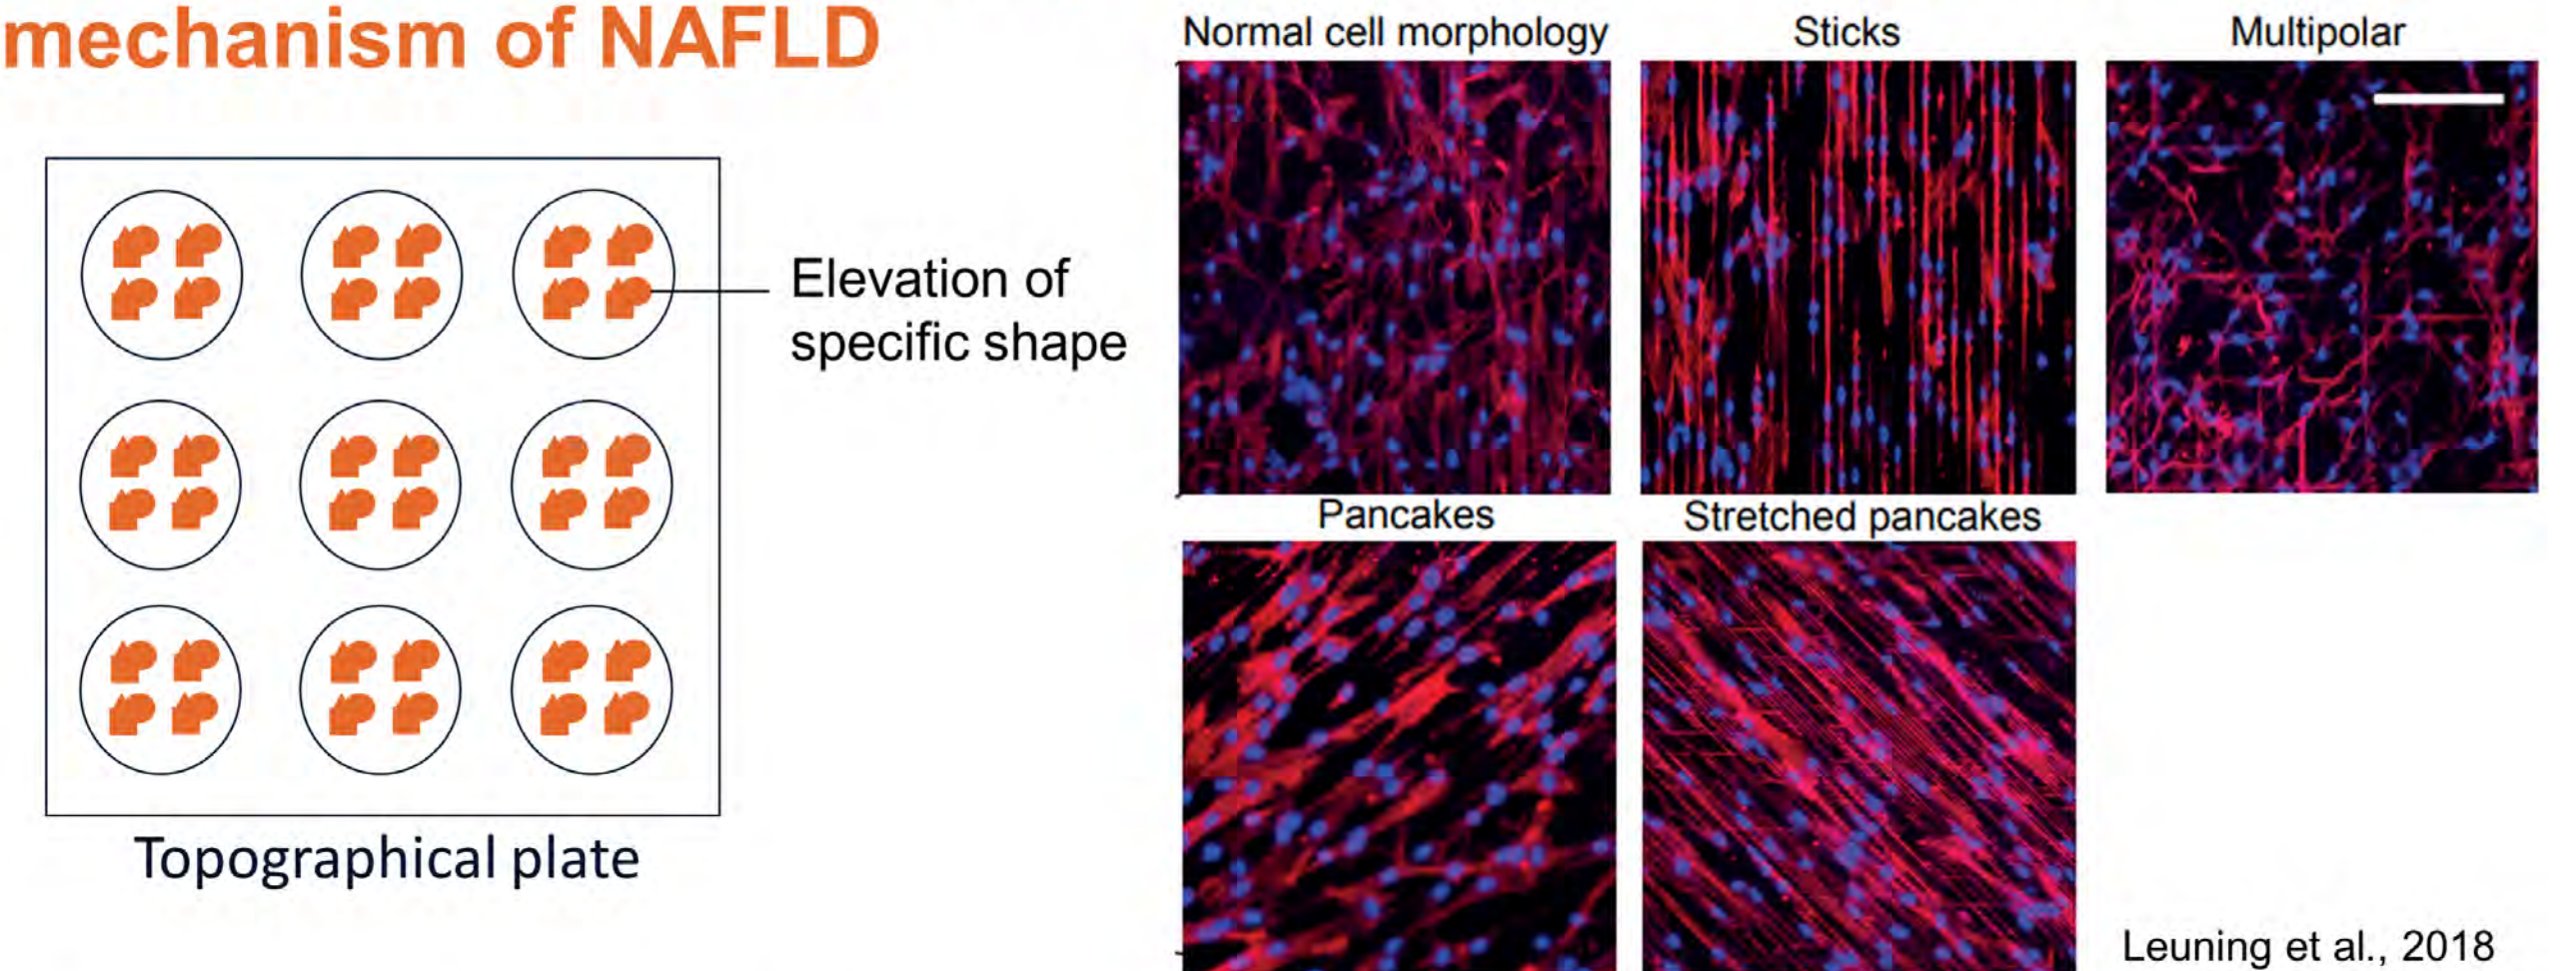 mechanism of NAFLD
Elevation of
specific shape
Topographical plate
Normal cell morphology
Sticks
Multipolar
Pancakes
Stretched pancakes
Leuning et al., 2018